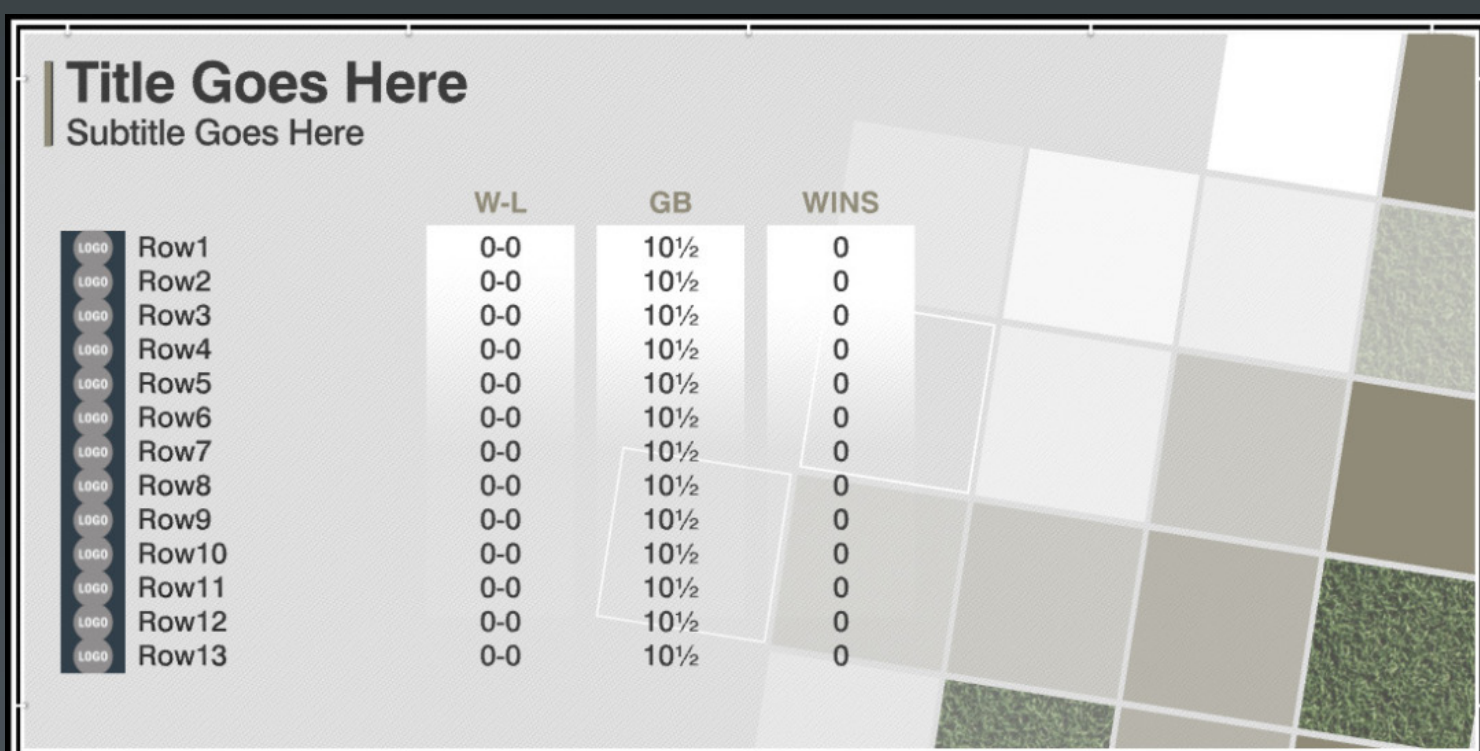 Title Goes Here
Subtitle Goes Here
W-L GB WINS
LOGO Row1 0-0 10½ 0
LOGO Row2 0-0 10½ 0
LOGO Row3 0-0 10½ 0
LOGO Row4 0-0 10½ 0
LOGO Row5 0-0 10½ 0
LOGO Row6 0-0 10½ 0
LOGO Row7 0-0 10½ 0
LOGO Row8 0-0 10½ 0
LOGO Row9 0-0 10½ 0
LOGO Row10 0-0 10½ 0
LOGO Row11 0-0 10½ 0
LOGO Row12 0-0 10½ 0
LOGO Row13 0-0 10½ 0